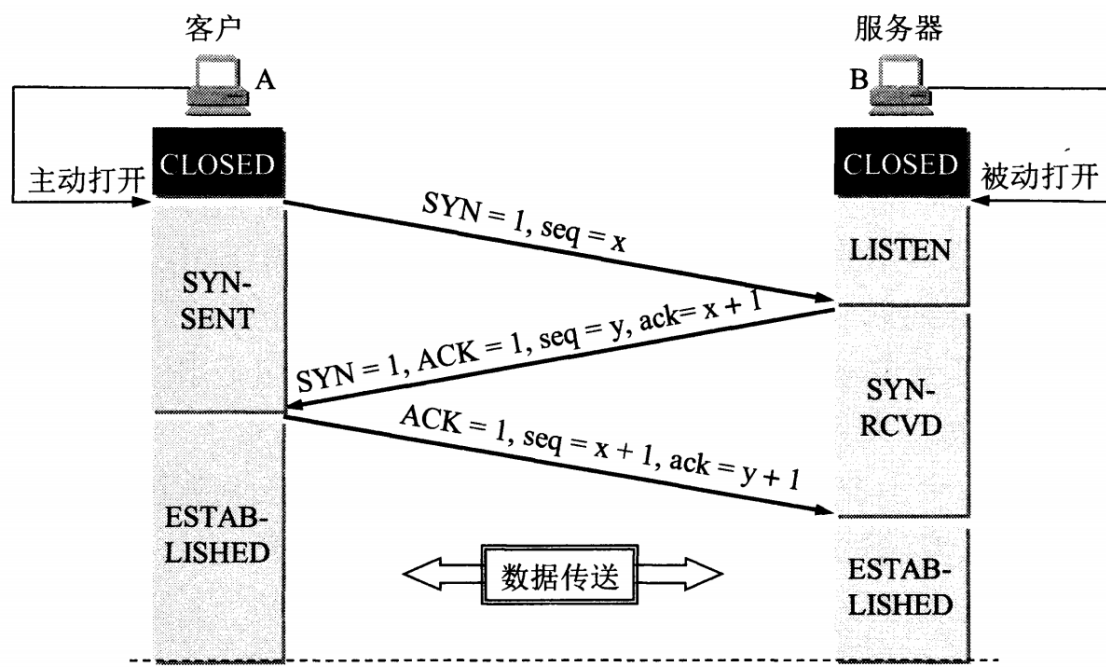 客户
服务器
A
B
CLOSED
CLOSED
主动打开
被动打开
SYN = 1, seq = x
LISTEN
SYN-
SENT
SYN = 1, ACK = 1, seq = y, ack= x + 1
SYN-
RCVD
ACK = 1, seq = x + 1, ack = y + 1
ESTAB-
LISHED
数据传送
ESTAB-
LISHED